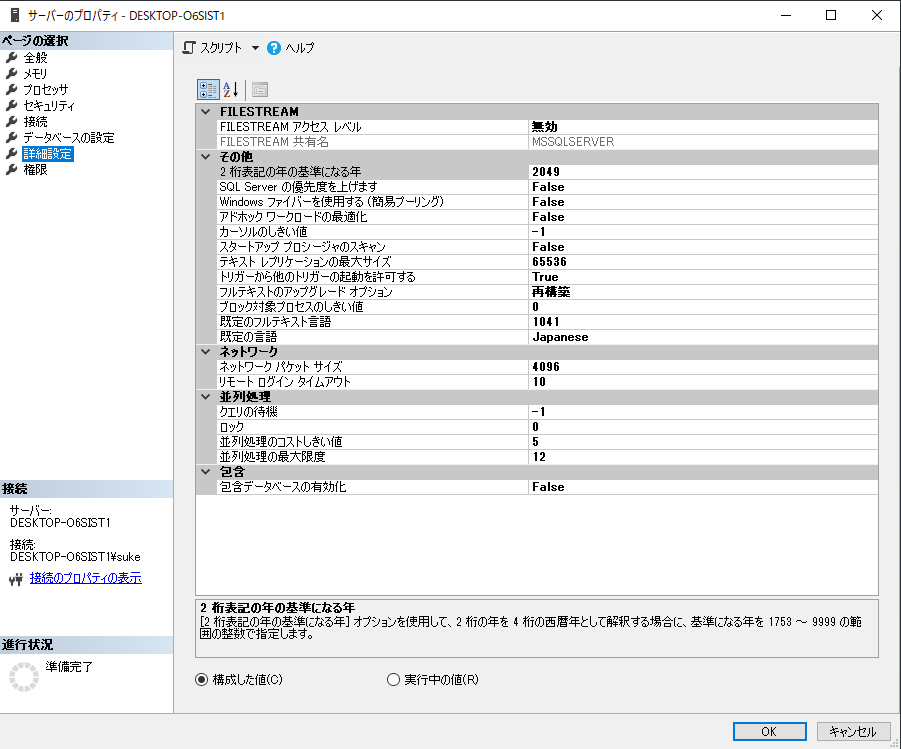 サーバーのプロパティ - DESKTOP-O6SIST1
ページの選択
全般
メモリ
プロセッサ
セキュリティ
接続
データベースの設定
詳細設定
権限
接続
サーバー:
DESKTOP-O6SIST1
接続:
DESKTOP-O6SIST1¥suke
接続のプロパティの表示
進行状況
準備完了
スクリプト
ヘルプ
FILESTREAM
FILESTREAM アクセス レベル 無効
FILESTREAM 共有名 MSSQLSERVER
その他
2 桁表記の年の基準になる年 2049
SQL Server の優先度を上げます False
Windows ファイバーを使用する (簡易プーリング) False
アドホック ワークロードの最適化 False
カーソルのしきい値 -1
スタートアップ プロシージャのスキャン False
テキスト レプリケーションの最大サイズ 65536
トリガーから他のトリガーの起動を許可する True
フルテキストのアップグレード オプション 再構築
ブロック対象プロセスのしきい値 0
既定のフルテキスト言語 1041
既定の言語 Japanese
ネットワーク
ネットワーク パケット サイズ 4096
リモート ログイン タイムアウト 10
並列処理
クエリの待機 -1
ロック 0
並列処理のコストしきい値 5
並列処理の最大限度 12
包含
包含データベースの有効化 False
2 桁表記の年の基準になる年
[2 桁表記の年の基準になる年] オプションを使用して、2 桁の年を 4 桁の西暦年として解釈する場合に、基準になる年を 1753 ～ 9999 の範
囲の整数で指定します。
構成した値(C)
実行中の値(R)
OK
キャンセル